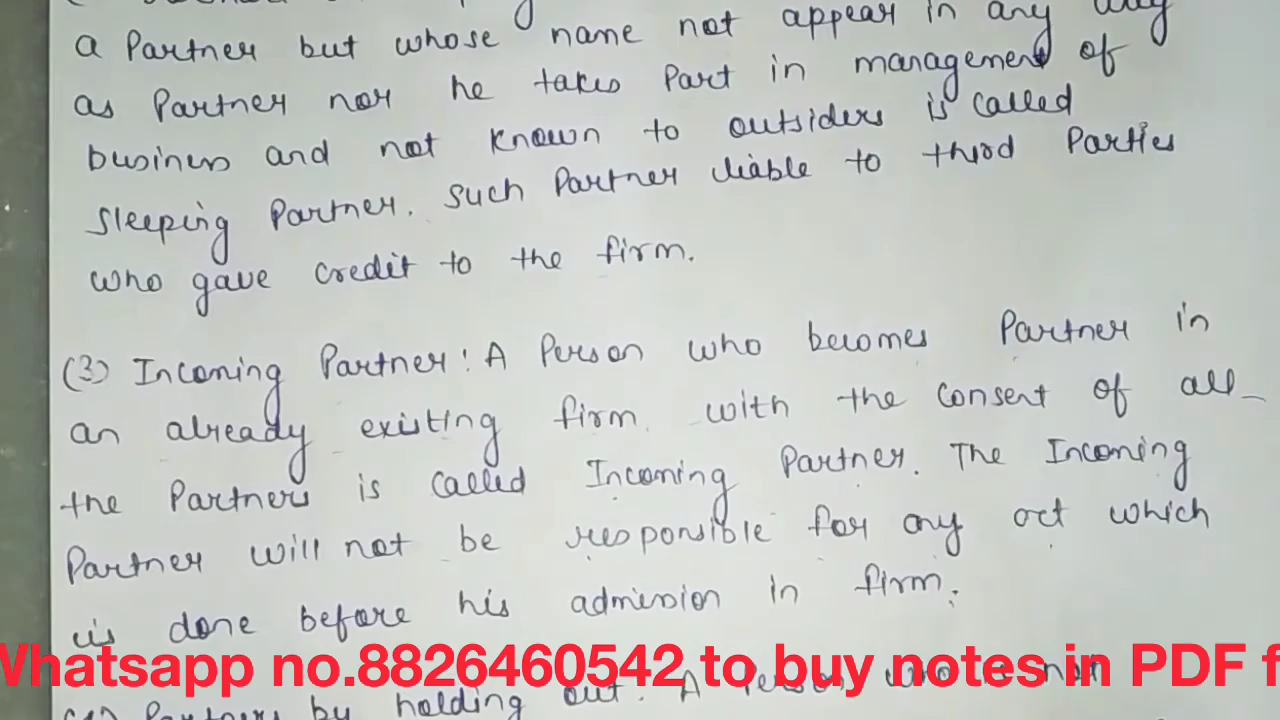 a Partner but whose name not appear in any way
as Partner nor he takes Part in management of
business and not known to outsiders is called
sleeping Partner. Such Partner liable to third Parties
who gave credit to the firm.
(3) Incoming Partner: A Person who becomes Partner in
an already existing firm with the consent of all
the Partners is called Incoming Partner. The Incoming
Partner will not be responsible for any act which
is done before his admission in firm.
Whatsapp no.8826460542 to buy notes in PDF f
Partners by holding out: A Person who